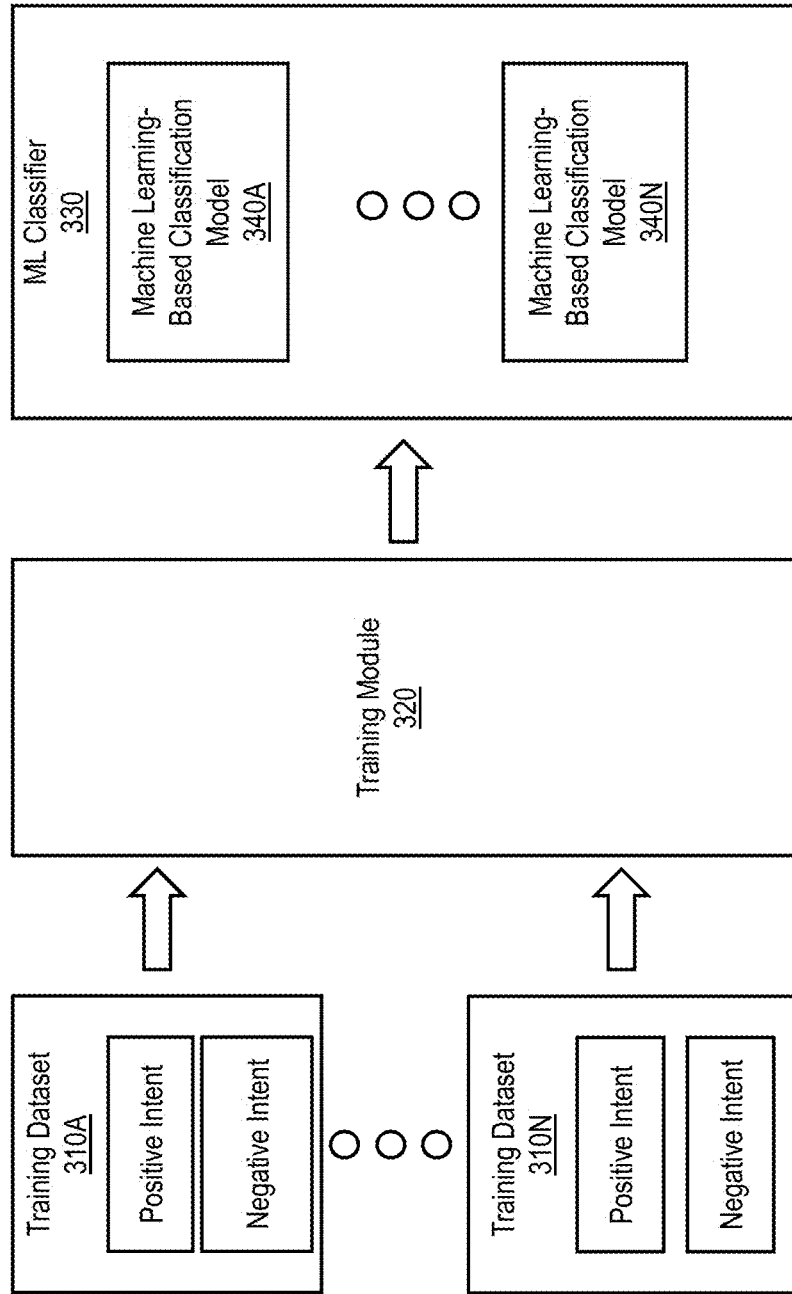 Training Dataset
310A
Positive Intent
Negative Intent
Training Dataset
310N
Positive Intent
Negative Intent
Training Module
320
ML Classifier
330
Machine Learning-
Based Classification
Model
340A
Machine Learning-
Based Classification
Model
340N